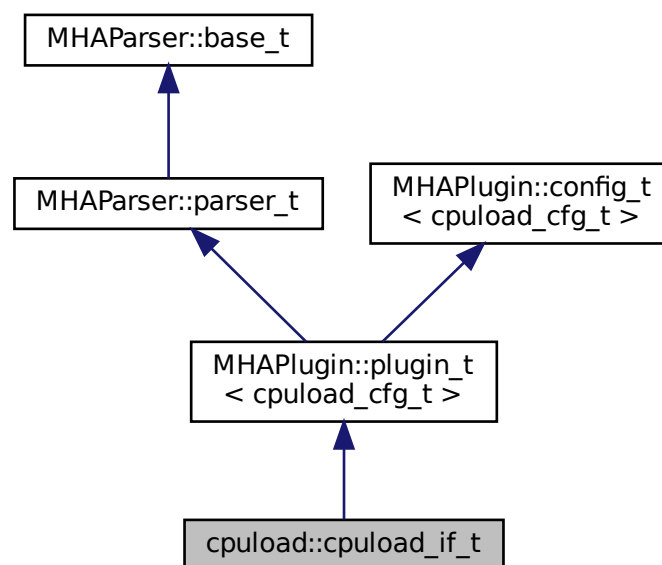 MHAParser::base_t
MHAParser::parser_t
MHAPlugin::config_t
< cpuload_cfg_t >
MHAPlugin::plugin_t
< cpuload_cfg_t >
cpuload::cpuload_if_t